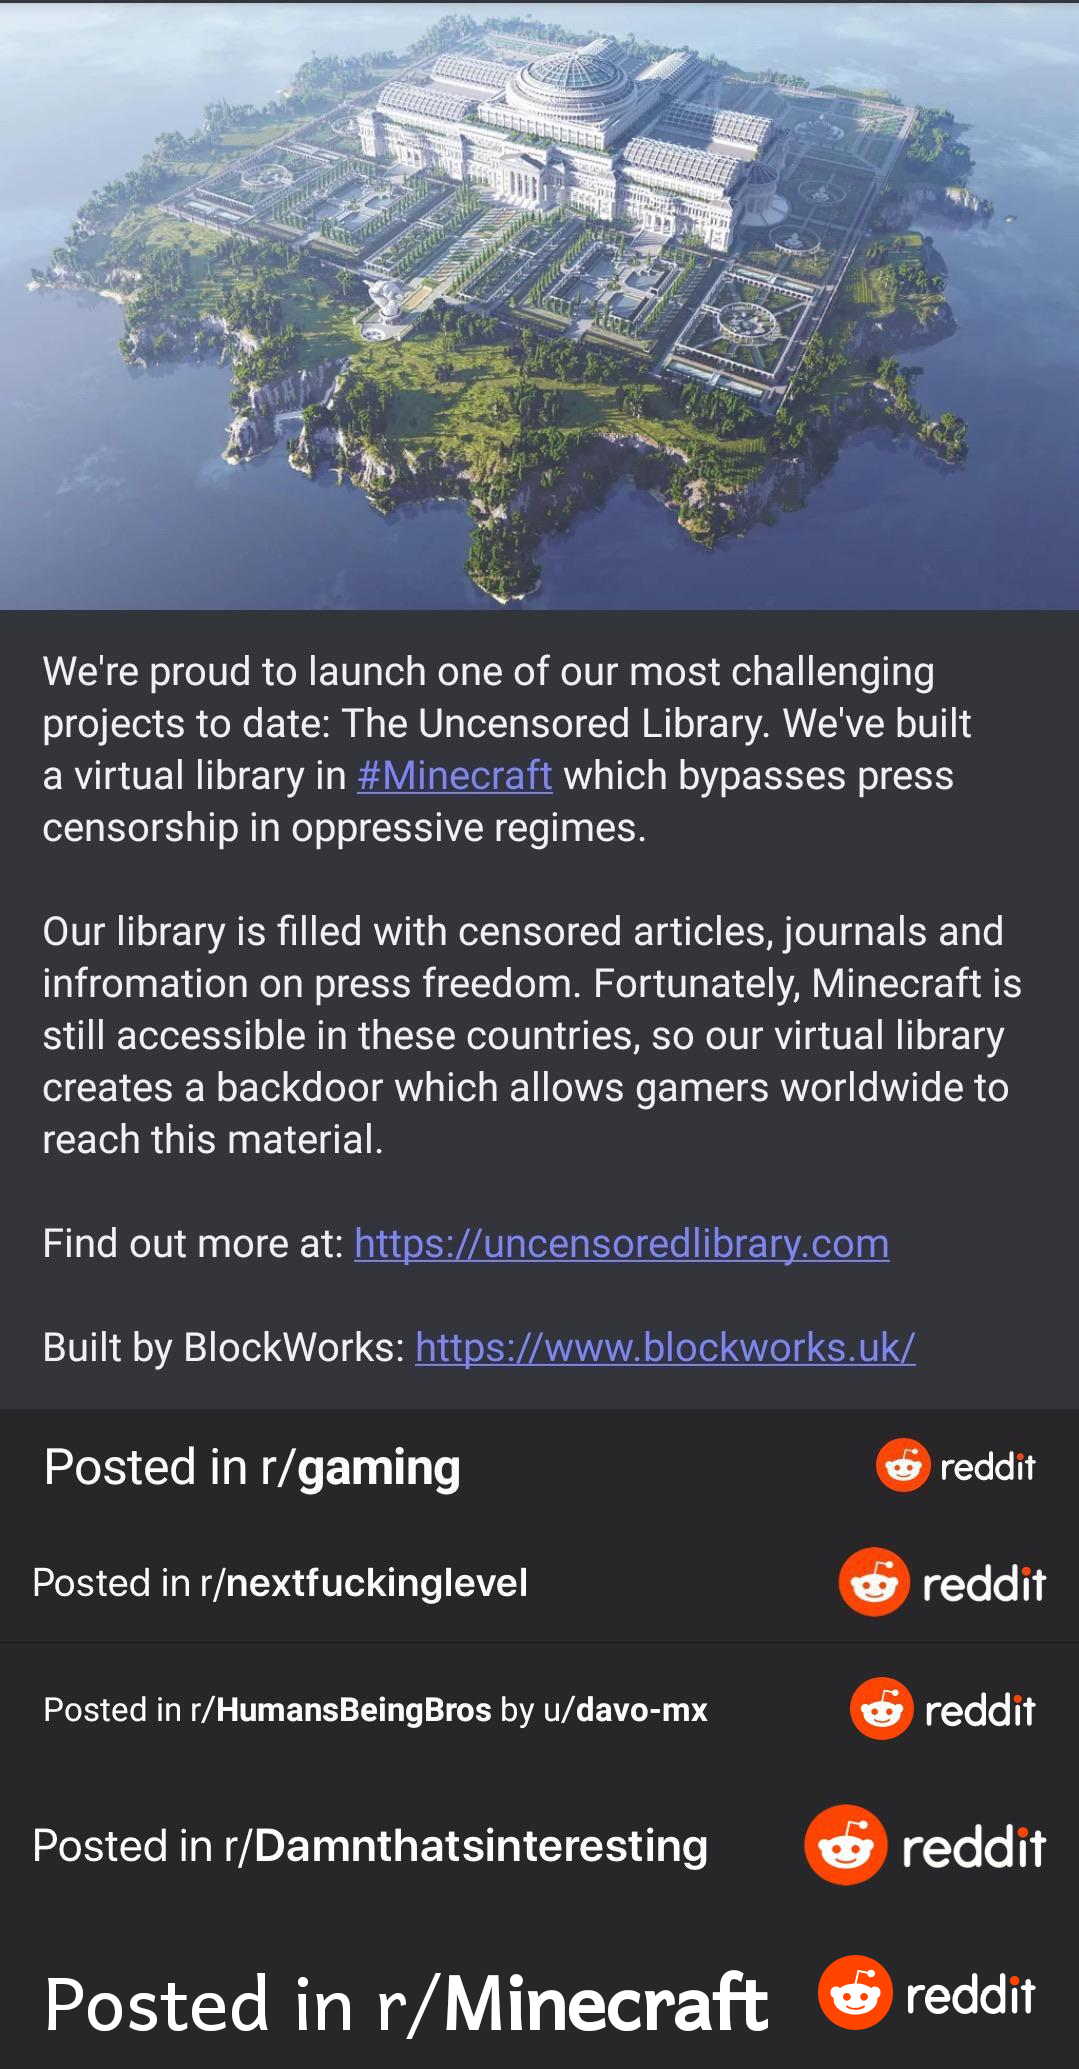 We're proud to launch one of our most challenging
projects to date: The Uncensored Library. We've built
a virtual library in #Minecraft which bypasses press
censorship in oppressive regimes.
Our library is filled with censored articles, journals and
infromation on press freedom. Fortunately, Minecraft is
still accessible in these countries, so our virtual library
creates a backdoor which allows gamers worldwide to
reach this material.
Find out more at: https://uncensoredlibrary.com
Built by BlockWorks: https://www.blockworks.uk/
Posted in r/gaming reddit
Posted in r/nextfuckinglevel reddit
Posted in r/HumansBeingBros by u/davo-mx reddit
Posted in r/Damnthatsinteresting reddit
Posted in r/Minecraft reddit